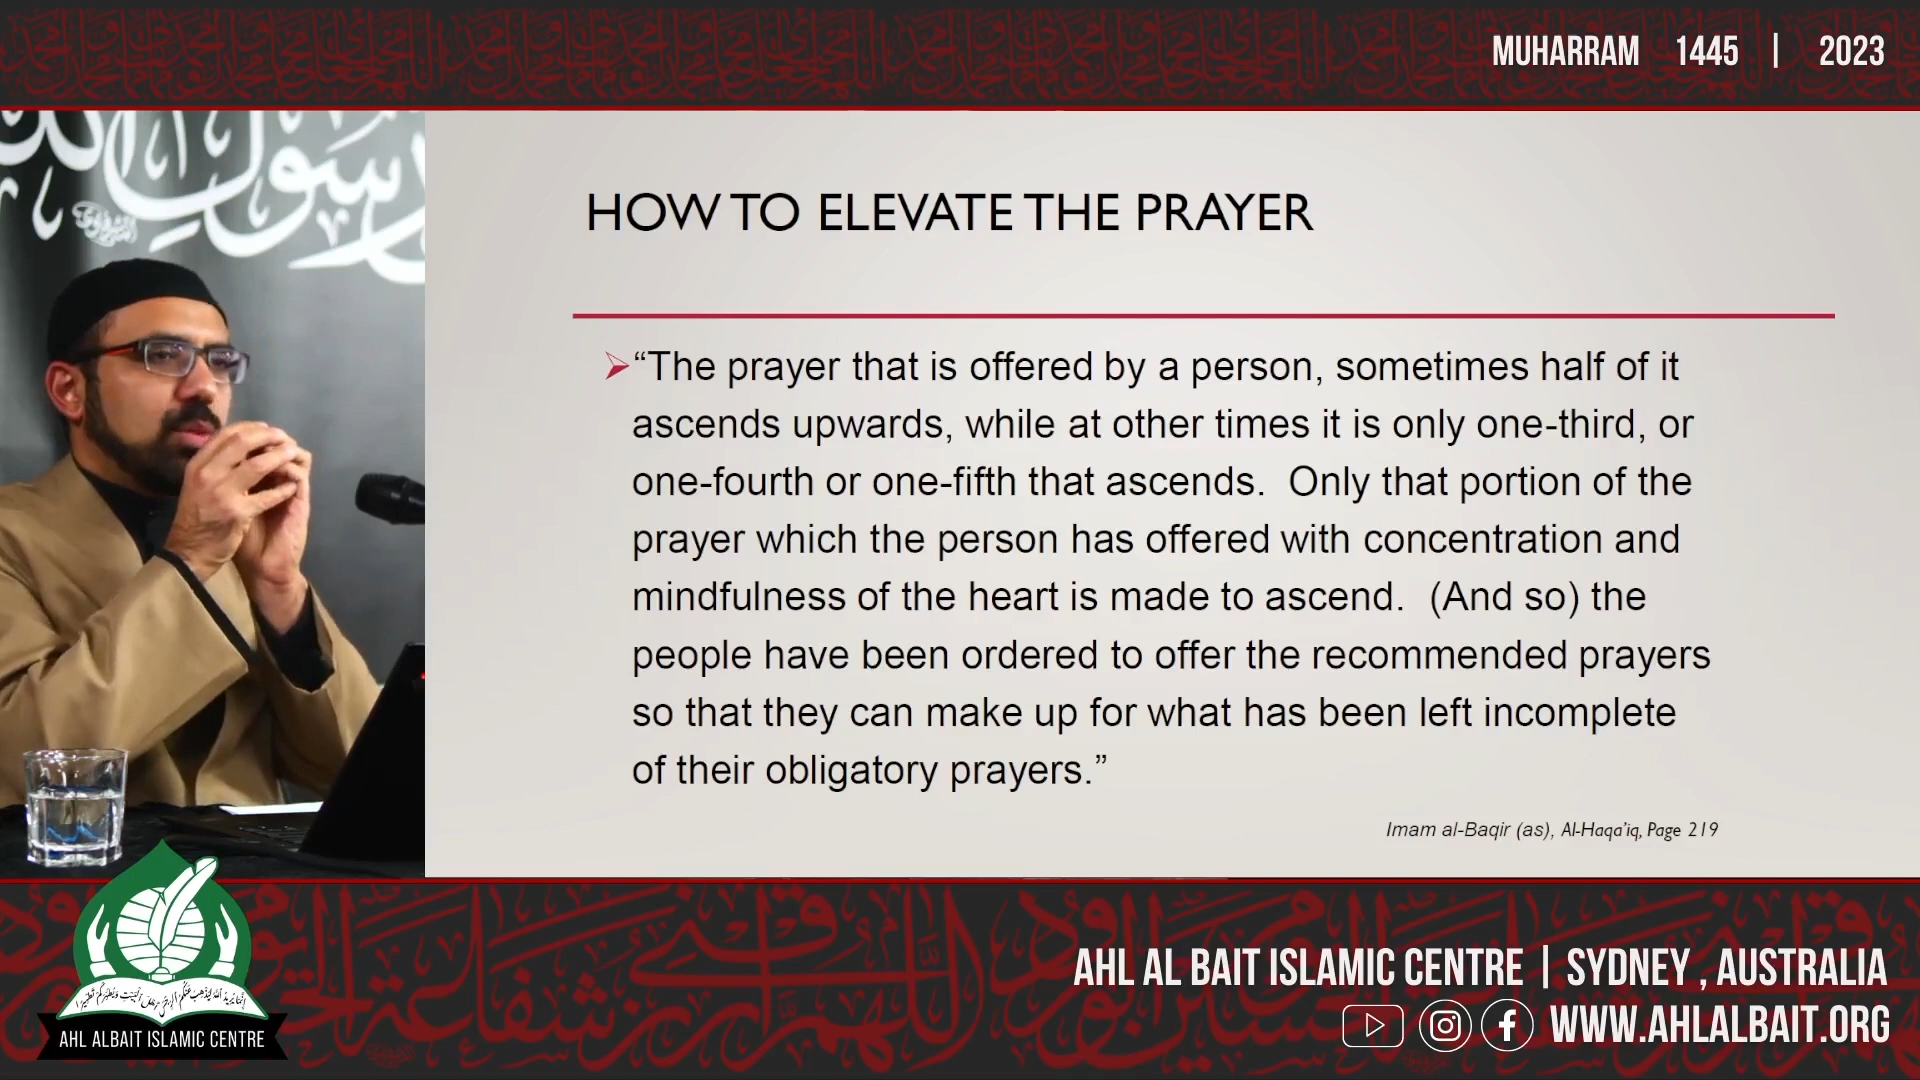 MUHARRAM 1445 | 2023
رسول الله
HOW TO ELEVATE THE PRAYER
➢“The prayer that is offered by a person, sometimes half of it
ascends upwards, while at other times it is only one-third, or
one-fourth or one-fifth that ascends.  Only that portion of the
prayer which the person has offered with concentration and
mindfulness of the heart is made to ascend.  (And so) the
people have been ordered to offer the recommended prayers
so that they can make up for what has been left incomplete
of their obligatory prayers.”
Imam al-Baqir (as), Al-Haqa’iq, Page 219
AHL AL BAIT ISLAMIC CENTRE | SYDNEY , AUSTRALIA
WWW.AHLALBAIT.ORG
AHL ALBAIT ISLAMIC CENTRE